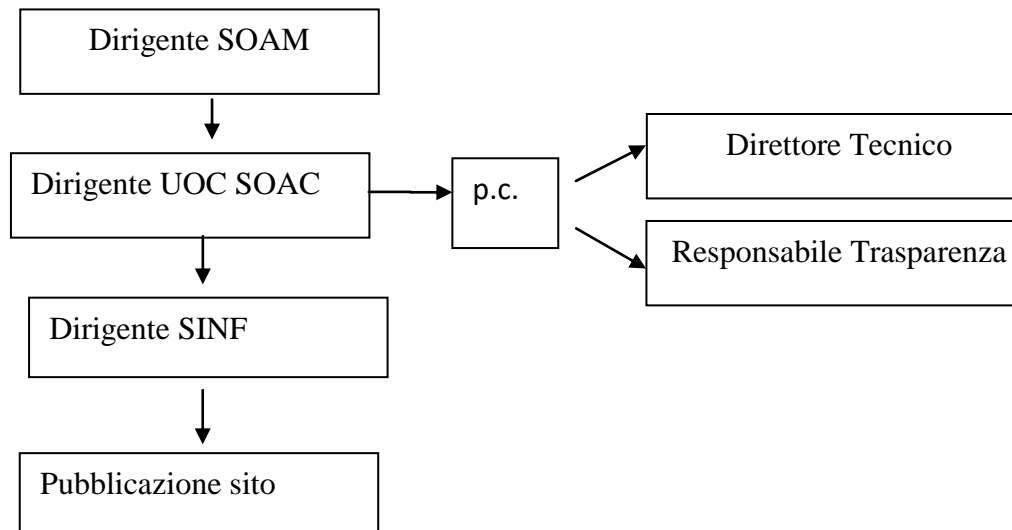 Dirigente SOAM
Dirigente UOC SOAC
p.c.
Direttore Tecnico
Responsabile Trasparenza
Dirigente SINF
Pubblicazione sito